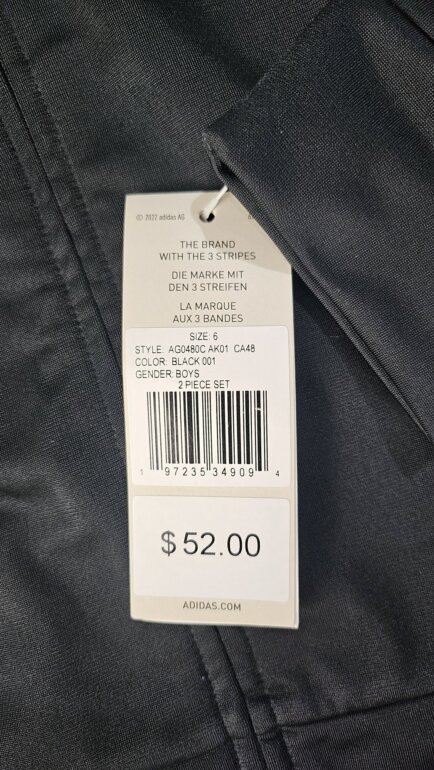 © 2022 adidas AG
THE BRAND
WITH THE 3 STRIPES
DIE MARKE MIT
DEN 3 STREIFEN
LA MARQUE
AUX 3 BANDES
SIZE: 6
STYLE: AG0480C AK01 CA48
COLOR: BLACK 001
GENDER: BOYS
2 PIECE SET
1 97235 34909 4
$ 52.00
ADIDAS.COM